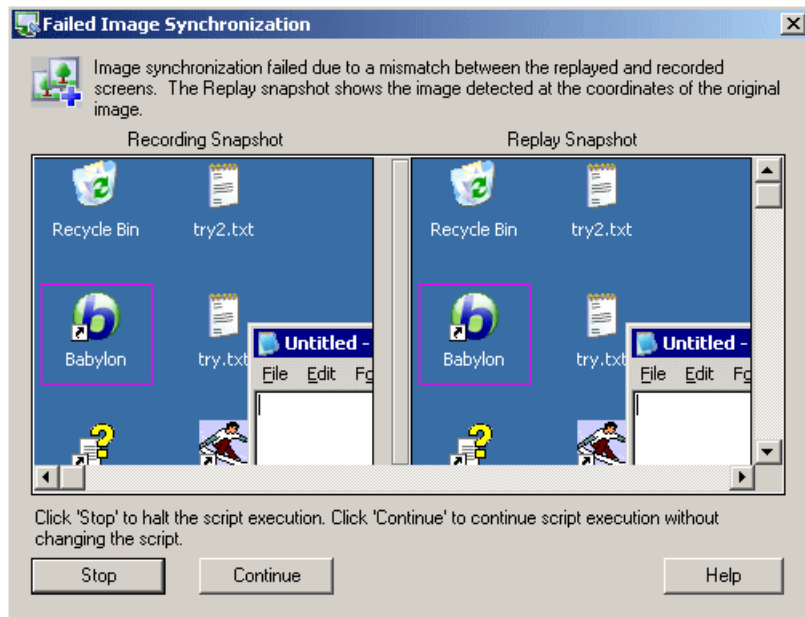 Failed Image Synchronization
Image synchronization failed due to a mismatch between the replayed and recorded
screens. The Replay snapshot shows the image detected at the coordinates of the original
image.
Recording Snapshot
Replay Snapshot
Recycle Bin
try2.txt
Recycle Bin
try2.txt
Untitled -
Untitled -
Babylon
try.txt
Babylon
try.txt
File Edit Fo
File Edit Fo
Click 'Stop' to halt the script execution. Click 'Continue' to continue script execution without
changing the script.
Stop
Continue
Help